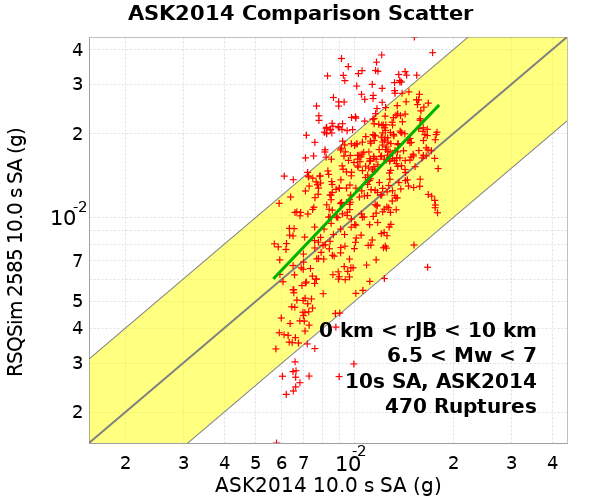 ASK2014 Comparison Scatter
RSQSim 2585 10.0 s SA (g)
4
3
2
10⁻²
7
5
4
3
2
0 km < rJB < 10 km
6.5 < Mw < 7
10s SA, ASK2014
470 Ruptures
2 3 4 5 6 7 10⁻² 2 3 4
ASK2014 10.0 s SA (g)